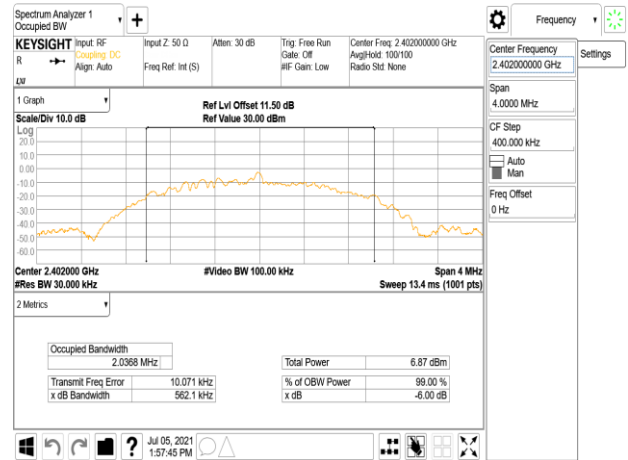 Spectrum Analyzer 1
Occupied BW
Frequency
KEYSIGHT
R
LXI
Input: RF
Coupling: DC
Align: Auto
Input Z: 50 Ω
Freq Ref: Int (S)
Atten: 30 dB
Trig: Free Run
Gate: Off
#IF Gain: Low
Center Freq: 2.402000000 GHz
Avg|Hold: 100/100
Radio Std: None
Center Frequency
2.402000000 GHz
Settings
Span
4.0000 MHz
CF Step
400.000 kHz
Auto
Man
Freq Offset
0 Hz
1 Graph
Scale/Div 10.0 dB
Ref Lvl Offset 11.50 dB
Ref Value 30.00 dBm
Log
20.0
10.0
0.00
-10.0
-20.0
-30.0
-40.0
-50.0
-60.0
Center 2.402000 GHz
#Res BW 30.000 kHz
#Video BW 100.00 kHz
Span 4 MHz
Sweep 13.4 ms (1001 pts)
2 Metrics
Occupied Bandwidth
2.0368 MHz
Total Power 6.87 dBm
Transmit Freq Error 10.071 kHz
% of OBW Power 99.00 %
x dB Bandwidth 562.1 kHz
x dB -6.00 dB
?
Jul 05, 2021
1:57:45 PM